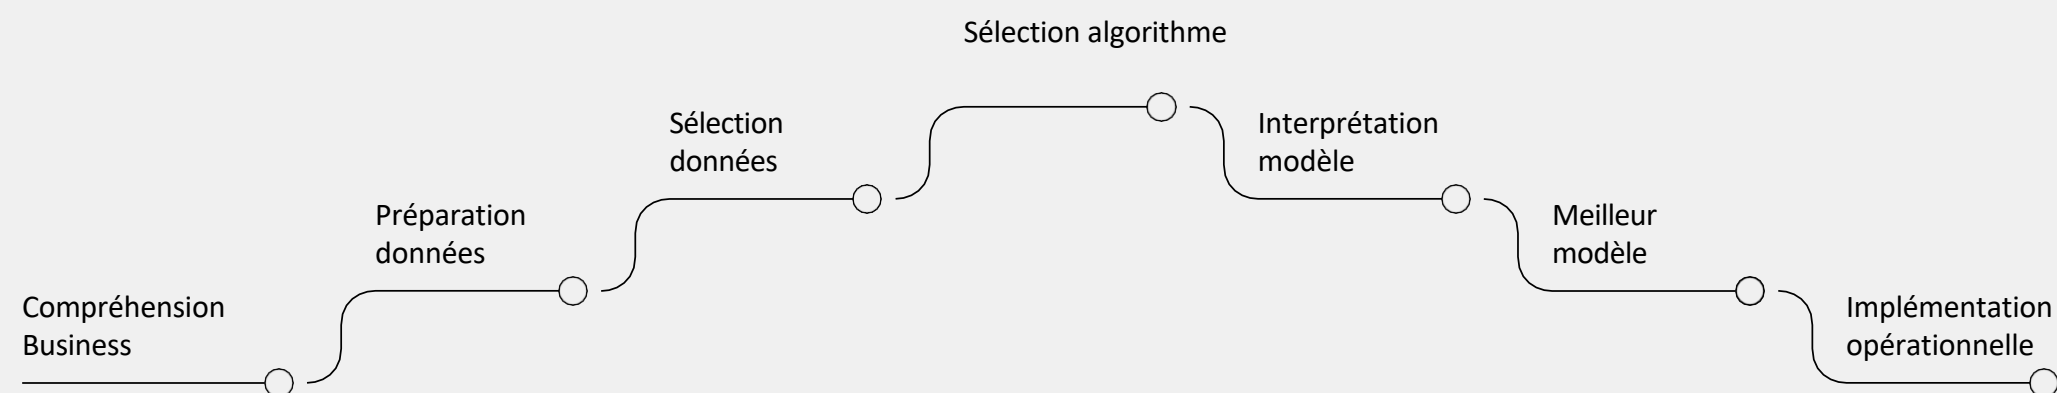 Compréhension
Business
Préparation
données
Sélection
données
Sélection algorithme
Interprétation
modèle
Meilleur
modèle
Implémentation
opérationnelle